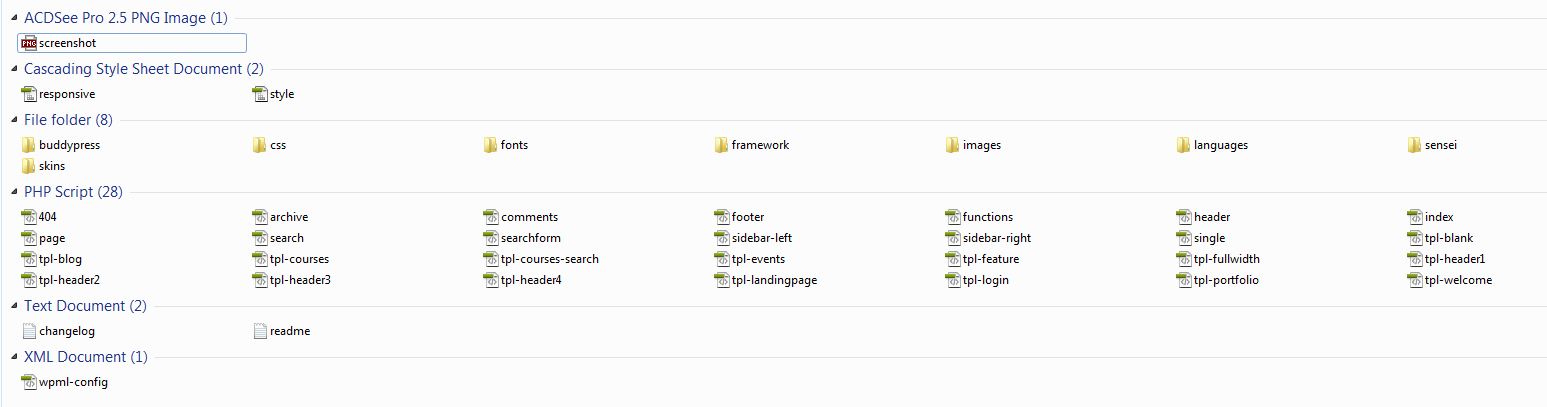 ACDSee Pro 2.5 PNG Image (1)
PNG screenshot
Cascading Style Sheet Document (2)
responsive style
File folder (8)
buddypress css fonts framework images languages sensei
skins
PHP Script (28)
404 archive comments footer functions header index
page search searchform sidebar-left sidebar-right single tpl-blank
tpl-blog tpl-courses tpl-courses-search tpl-events tpl-feature tpl-fullwidth tpl-header1
tpl-header2 tpl-header3 tpl-header4 tpl-landingpage tpl-login tpl-portfolio tpl-welcome
Text Document (2)
changelog readme
XML Document (1)
wpml-config